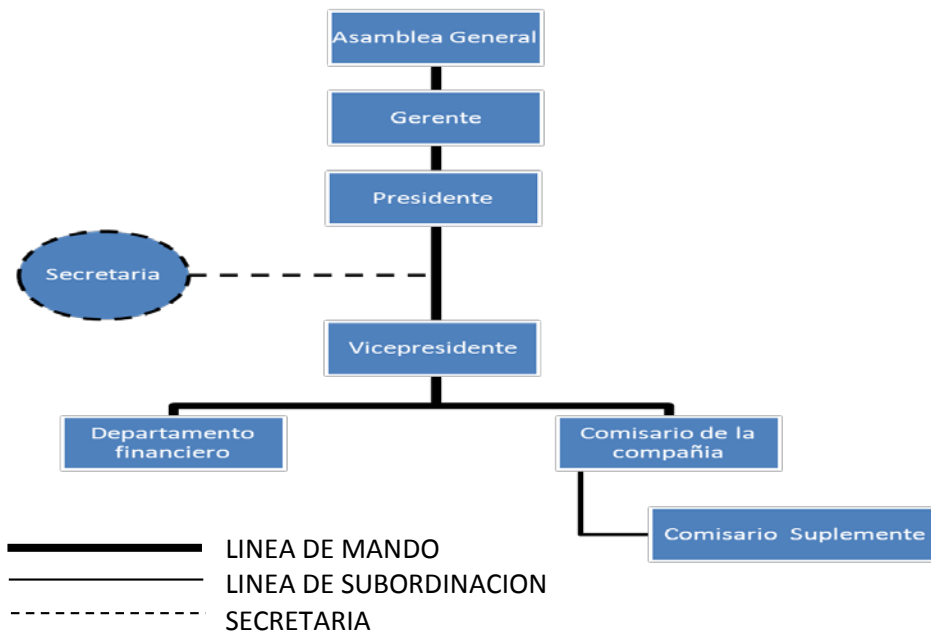 Asamblea General
Gerente
Presidente
Secretaria
Vicepresidente
Departamento
financiero
Comisario de la
compañia
Comisario Suplemente
LINEA DE MANDO
LINEA DE SUBORDINACION
SECRETARIA